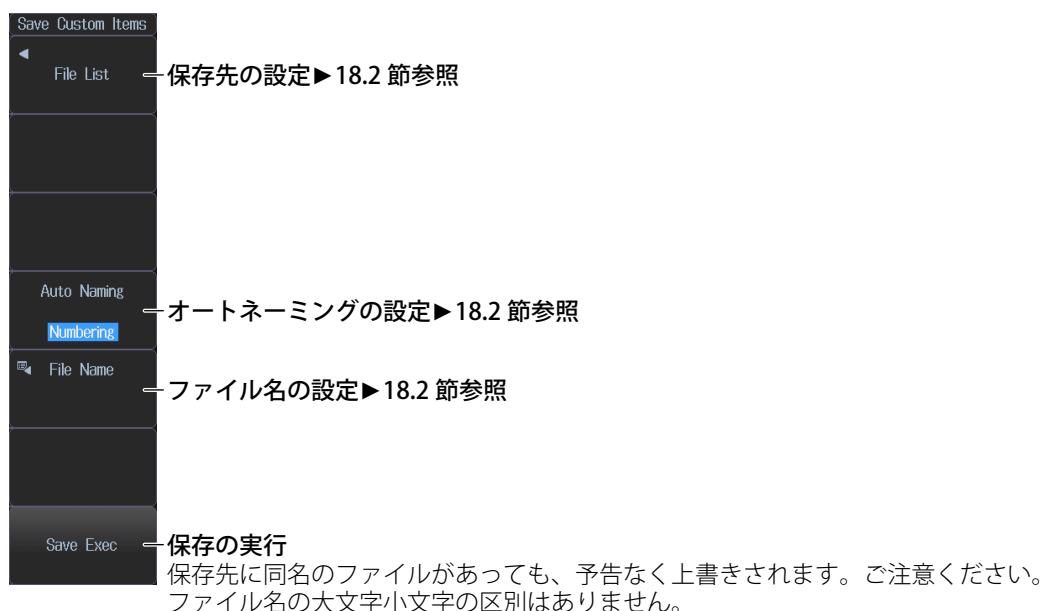 Save Custom Items
File List
保存先の設定▶18.2 節参照
Auto Naming
オートネーミングの設定▶18.2 節参照
Numbering
File Name
ファイル名の設定▶18.2 節参照
Save Exec
保存の実行
保存先に同名のファイルがあっても、予告なく上書きされます。ご注意ください。
ファイル名の大文字小文字の区別はありません。